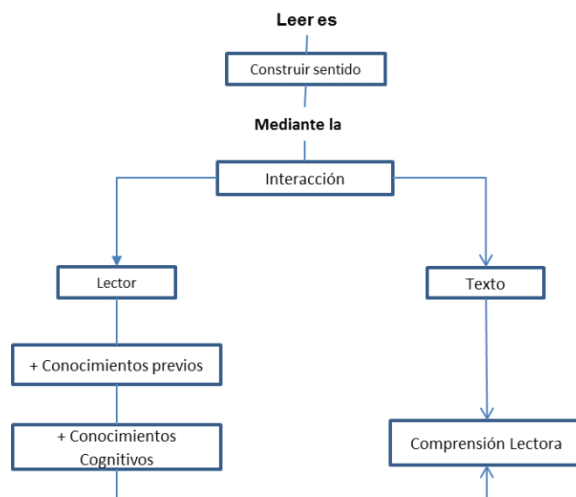 Leer es
Construir sentido
Mediante la
Interacción
Lector
Texto
+ Conocimientos previos
+ Conocimientos
Cognitivos
Comprensión Lectora